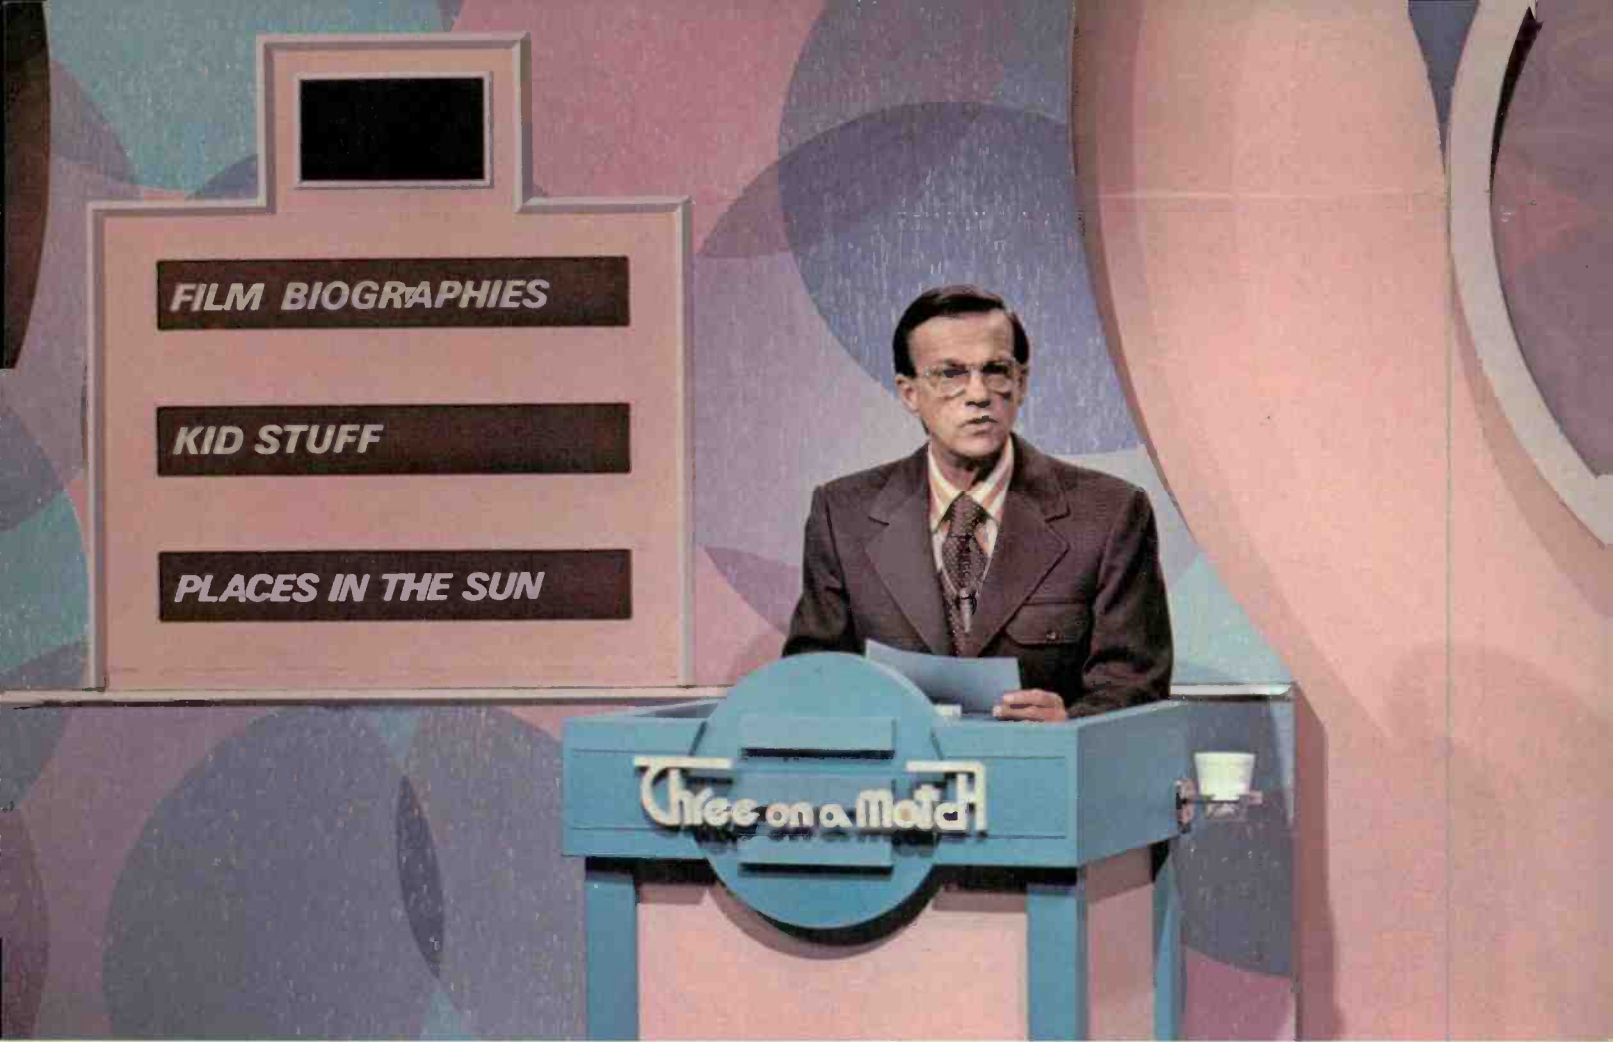 FILM BIOGRAPHIES
KID STUFF
PLACES IN THE SUN
Three on a Match